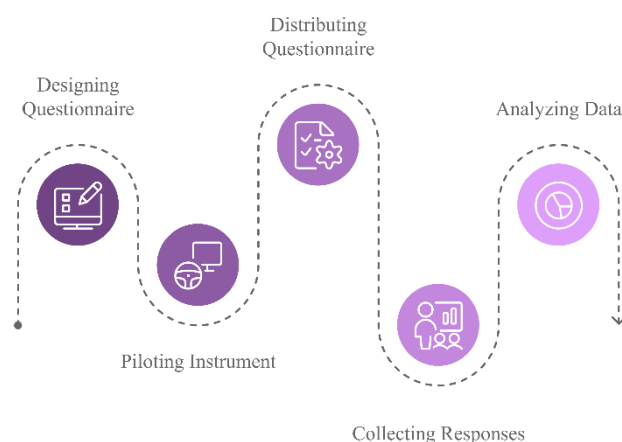 Designing
Questionnaire
Piloting Instrument
Distributing
Questionnaire
Collecting Responses
Analyzing Data